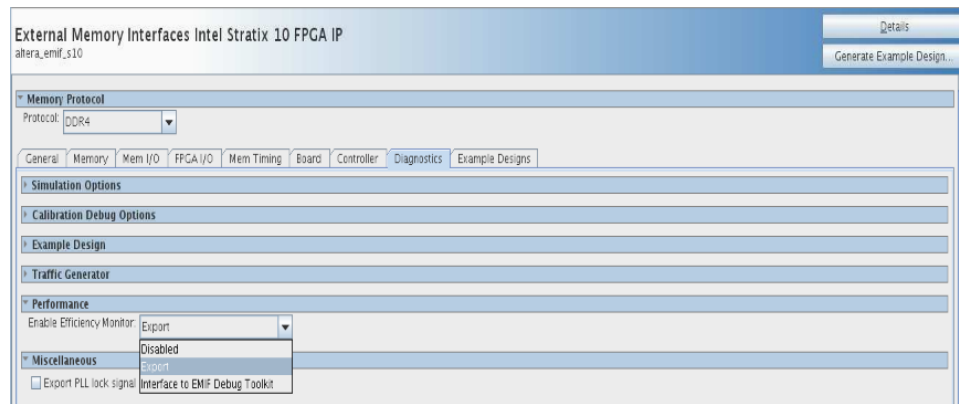 External Memory Interfaces Intel Stratix 10 FPGA IP
altera_emif_s10
Details
Generate Example Design...
Memory Protocol
Protocol: DDR4
General Memory Mem I/O FPGA I/O Mem Timing Board Controller Diagnostics Example Designs
Simulation Options
Calibration Debug Options
Example Design
Traffic Generator
Performance
Enable Efficiency Monitor: Export
Disabled
Miscellaneous
Export
Export PLL lock signal
Interface to EMIF Debug Toolkit